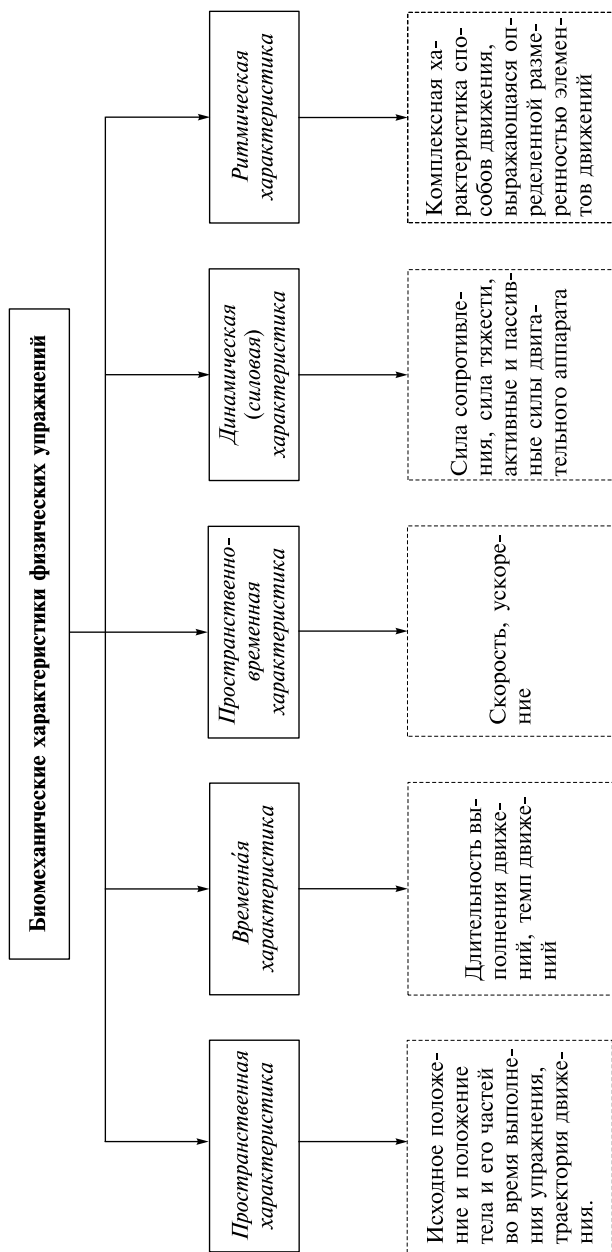 Биомеханические характеристики физических упражнений
Пространственная
характеристика
Временна́я
характеристика
Пространственно-
временная
характеристика
Динамическая
(силовая)
характеристика
Ритмическая
характеристика
Исходное положе-
ние и положение
тела и его частей
во время выполне-
ния упражнения,
траектория движе-
ния.
Длительность вы-
полнения движе-
ний, темп движе-
ний
Скорость, ускоре-
ние
Сила сопротивле-
ния, сила тяжести,
активные и пассив-
ные силы двига-
тельного аппарата
Комплексная ха-
рактеристика спо-
собов движения,
выражающаяся оп-
ределенной разме-
ренностью элемен-
тов движений